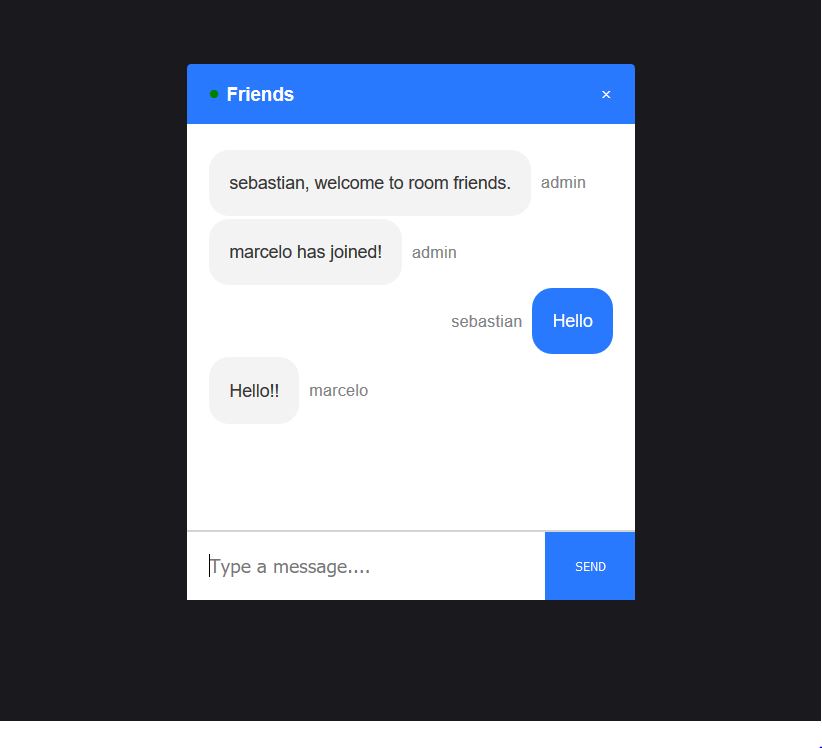 Friends ×
sebastian, welcome to room friends. admin
marcelo has joined! admin
sebastian Hello
Hello!! marcelo
Type a message.... SEND